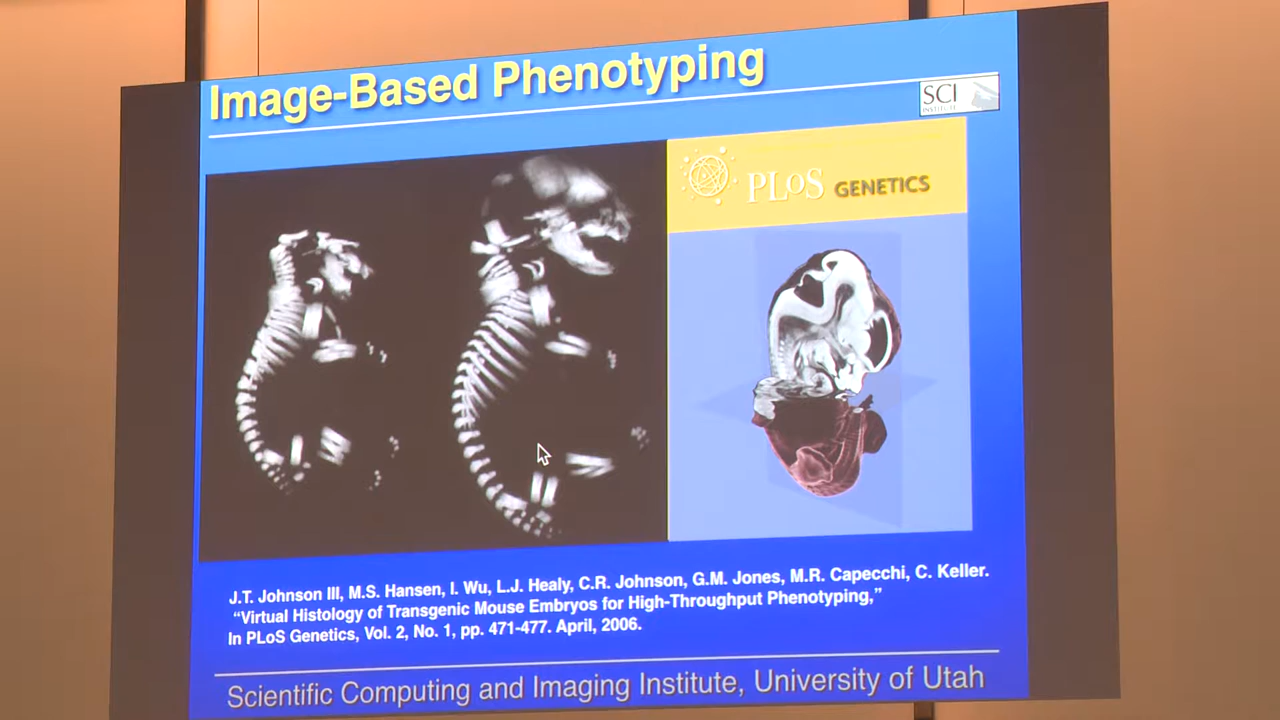 Image-Based Phenotyping
SCI
INSTITUTE
PLoS GENETICS
J.T. Johnson III, M.S. Hansen, I. Wu, L.J. Healy, C.R. Johnson, G.M. Jones, M.R. Capecchi, C. Keller.
“Virtual Histology of Transgenic Mouse Embryos for High-Throughput Phenotyping,”
In PLoS Genetics, Vol. 2, No. 1, pp. 471-477. April, 2006.
Scientific Computing and Imaging Institute, University of Utah